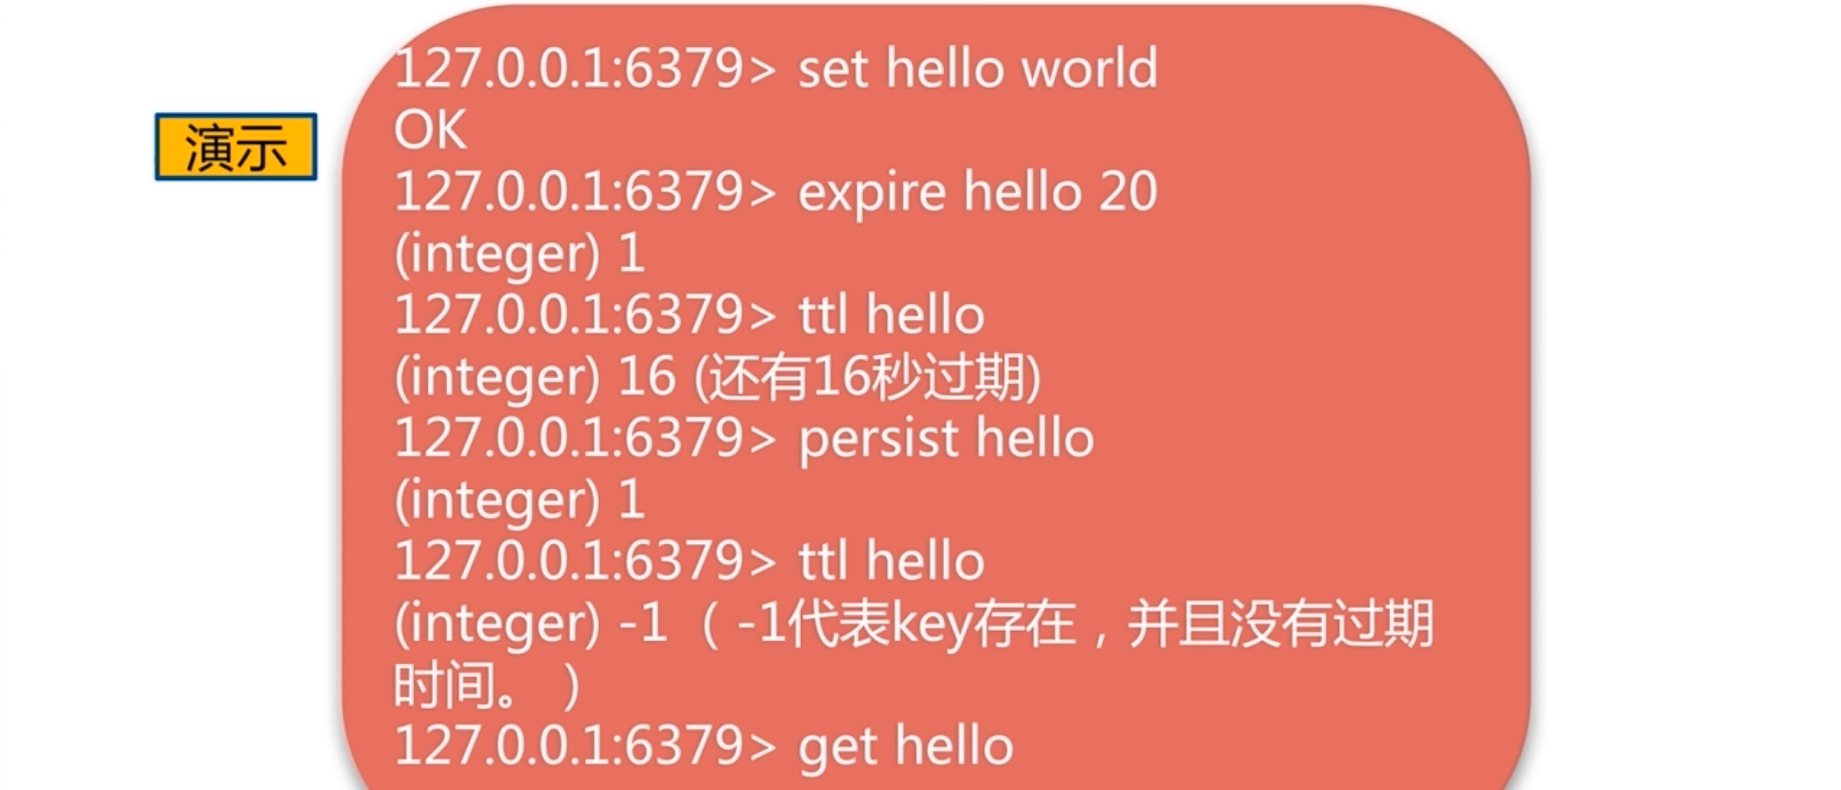 演示
127.0.0.1:6379> set hello world
OK
127.0.0.1:6379> expire hello 20
(integer) 1
127.0.0.1:6379> ttl hello
(integer) 16 (还有16秒过期)
127.0.0.1:6379> persist hello
(integer) 1
127.0.0.1:6379> ttl hello
(integer) -1 （ -1代表key存在，并且没有过期
时间。 ）
127.0.0.1:6379> get hello